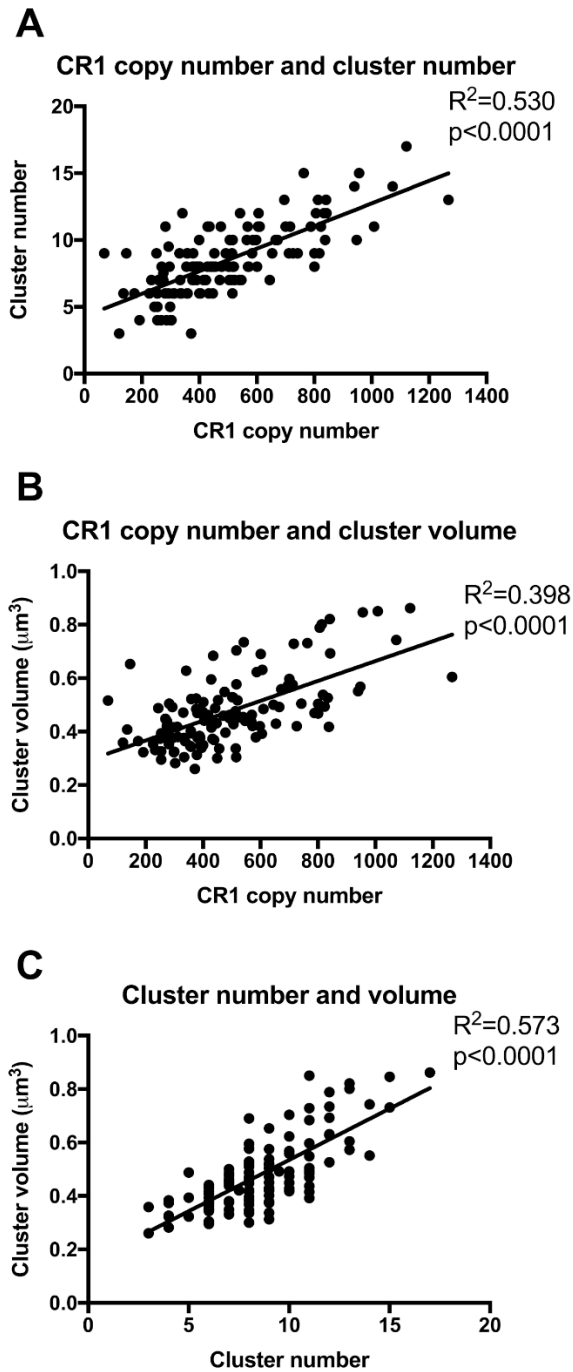 A
CR1 copy number and cluster number
R²=0.530
p<0.0001
20
15
10
5
0
Cluster number
0 200 400 600 800 1000 1200 1400
CR1 copy number
B
CR1 copy number and cluster volume
R²=0.398
p<0.0001
1.0
0.8
0.6
0.4
0.2
0.0
Cluster volume (μm³)
0 200 400 600 800 1000 1200 1400
CR1 copy number
C
Cluster number and volume
R²=0.573
p<0.0001
1.0
0.8
0.6
0.4
0.2
0.0
Cluster volume (μm³)
0 5 10 15 20
Cluster number